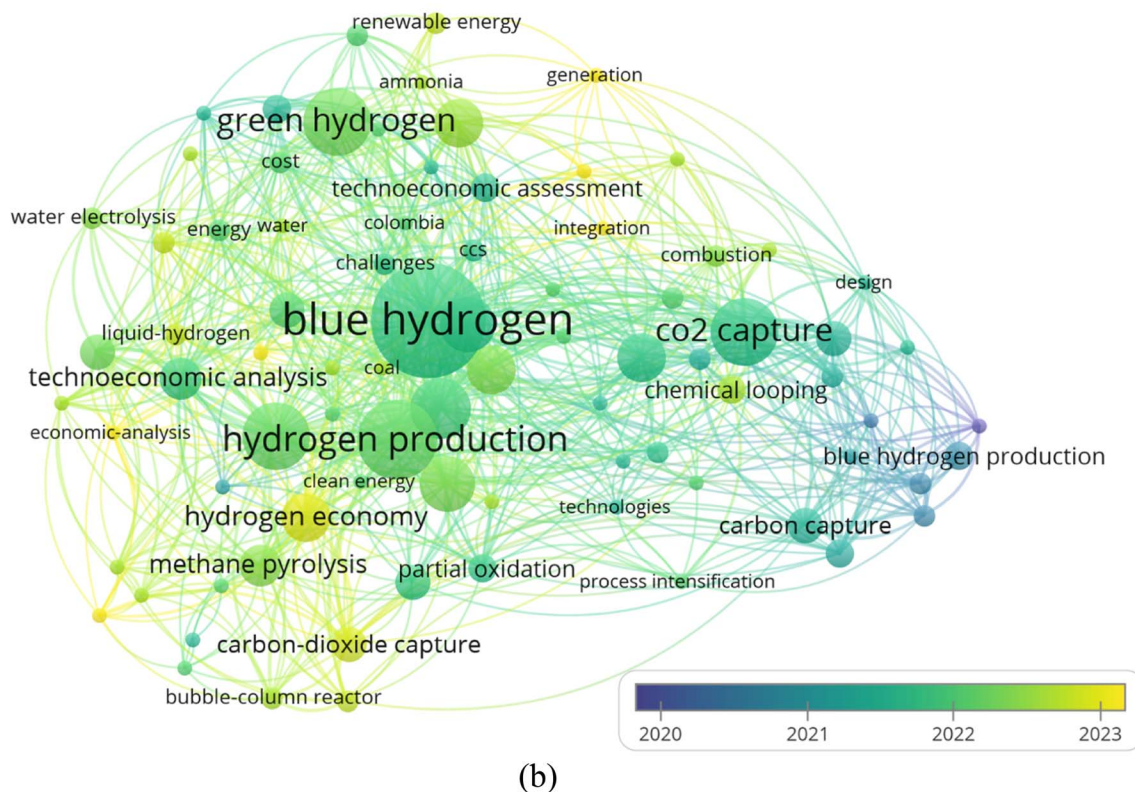 renewable energy
generation
ammonia
green hydrogen
cost
technoeconomic assessment
water electrolysis
energy
water
colombia
integration
ccs
challenges
combustion
design
blue hydrogen
co2 capture
liquid-hydrogen
coal
technoeconomic analysis
chemical looping
economic-analysis
hydrogen production
blue hydrogen production
clean energy
technologies
hydrogen economy
carbon capture
methane pyrolysis
partial oxidation
process intensification
carbon-dioxide capture
bubble-column reactor
2020 2021 2022 2023
(b)